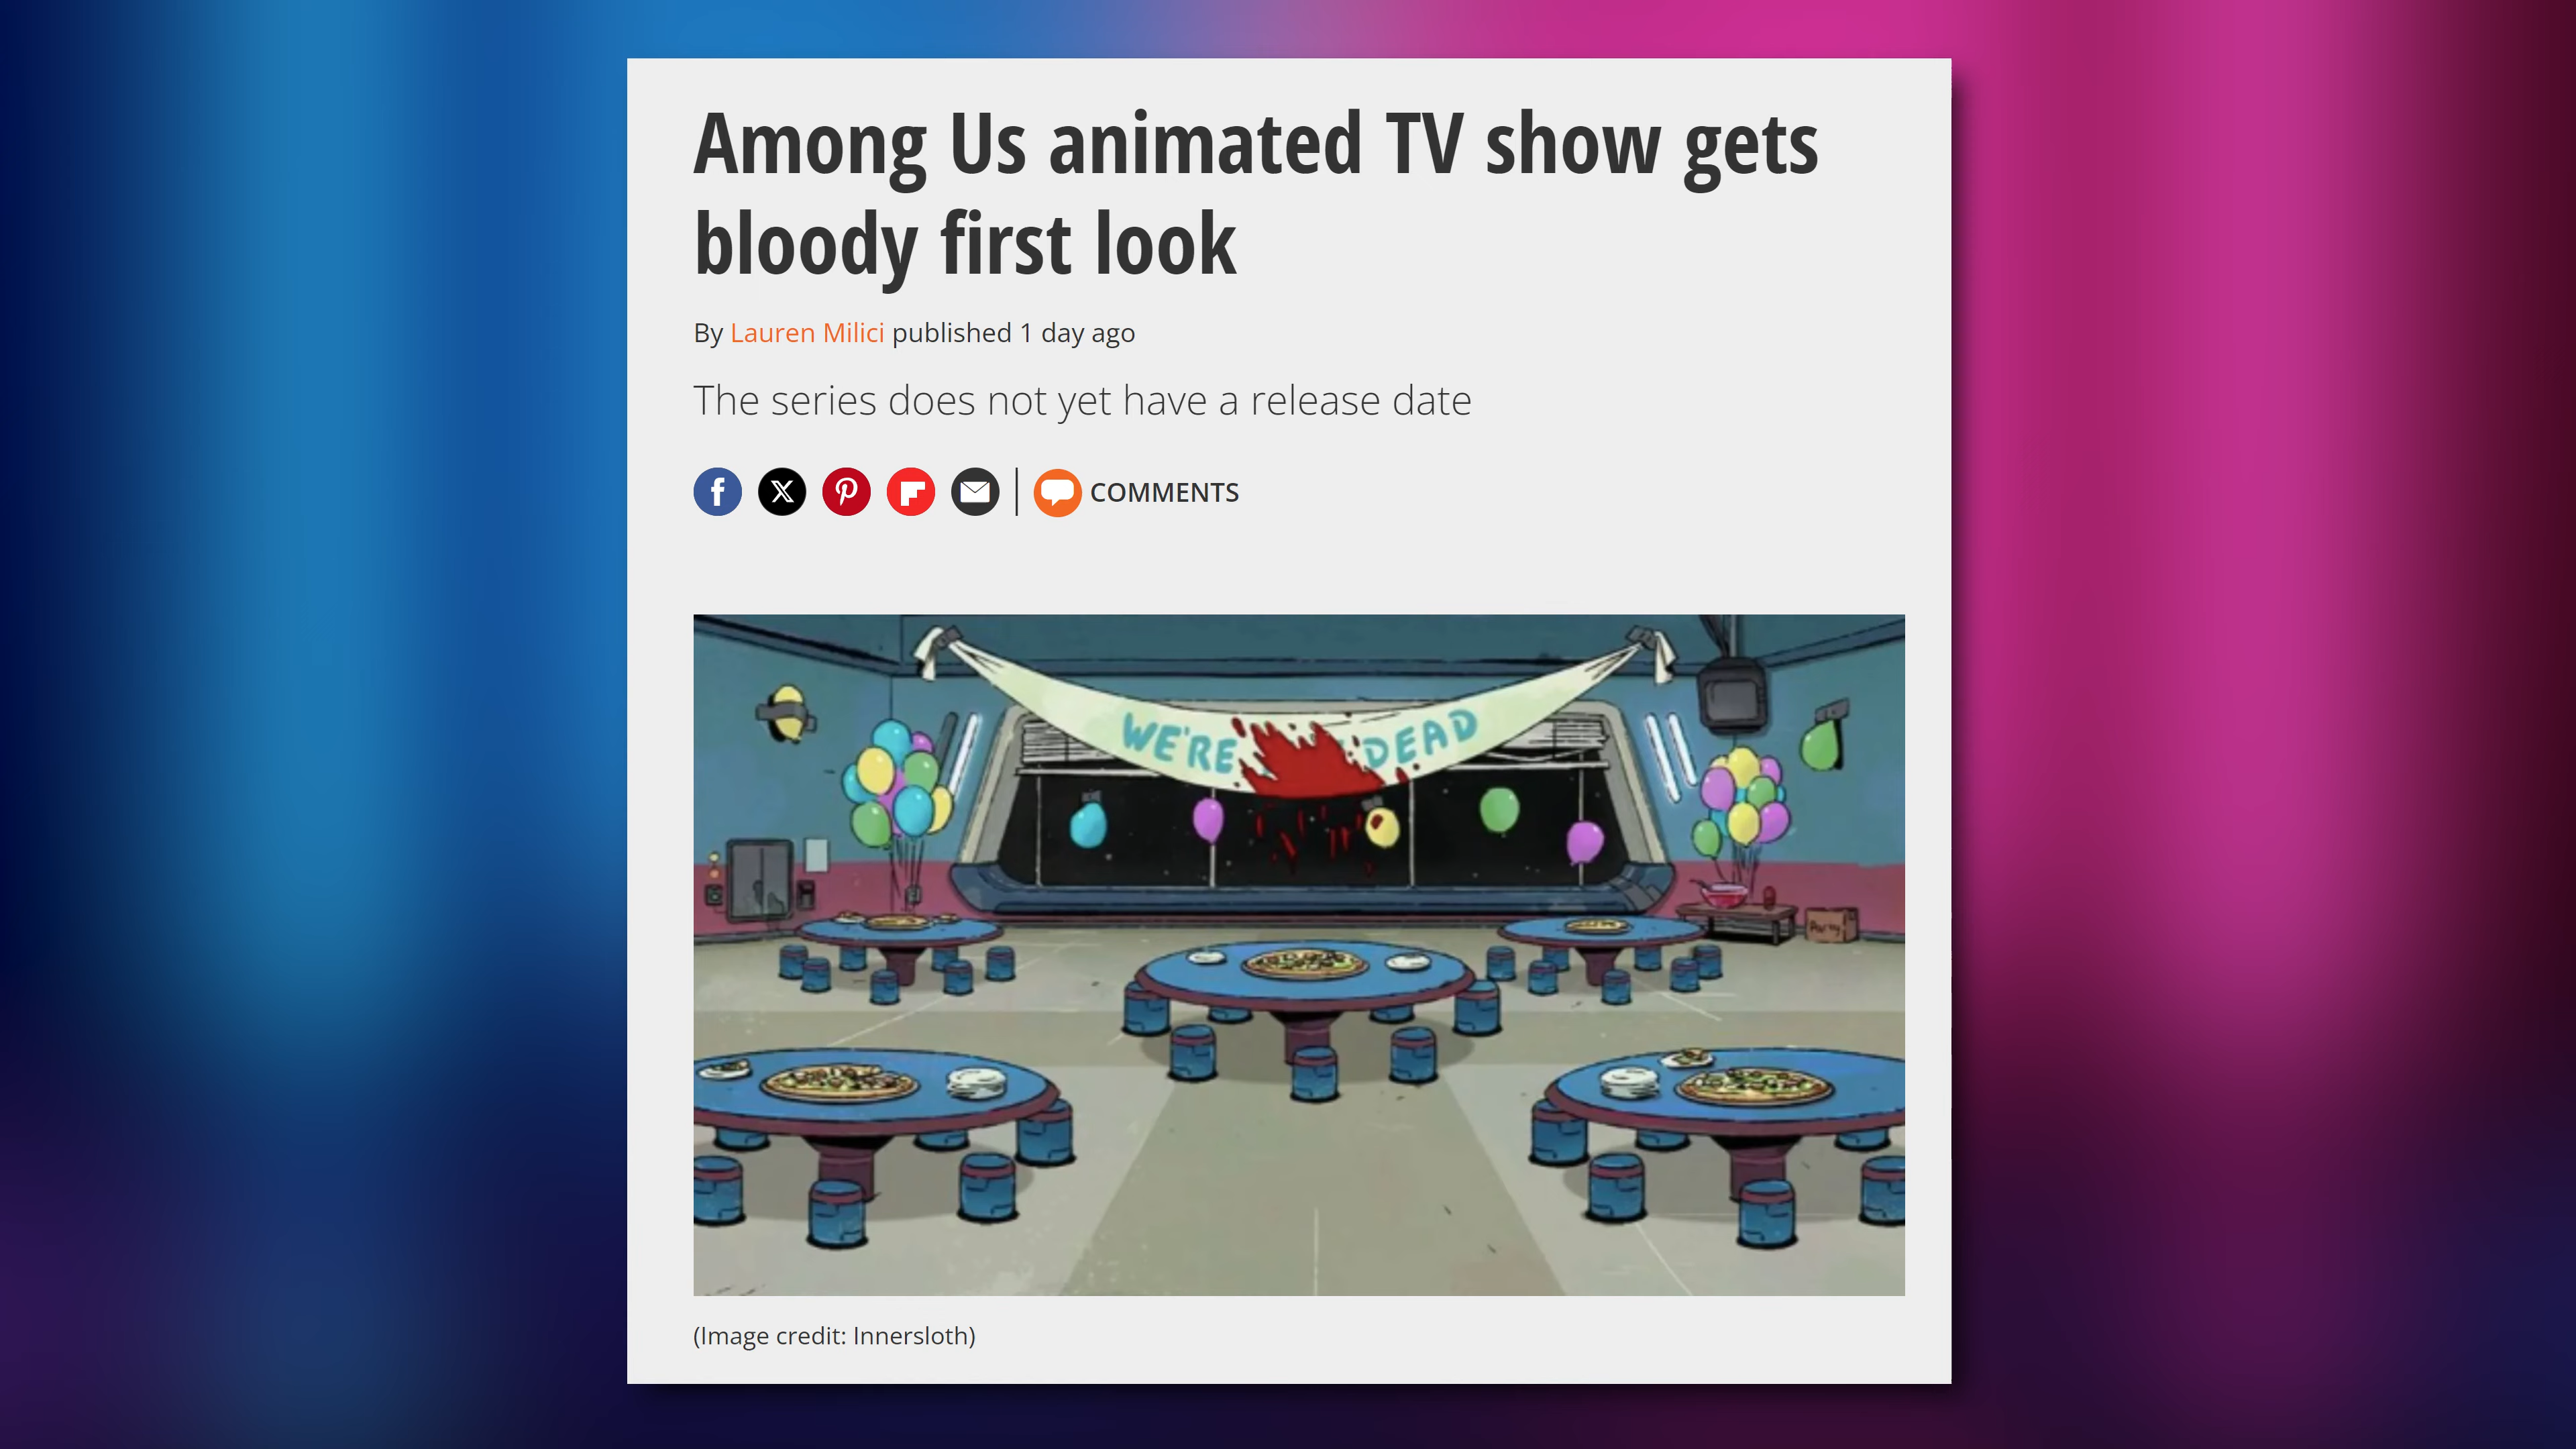 Among Us animated TV show gets
bloody first look
By Lauren Milici published 1 day ago
The series does not yet have a release date
COMMENTS
WE'RE DEAD
Party
(Image credit: Innersloth)